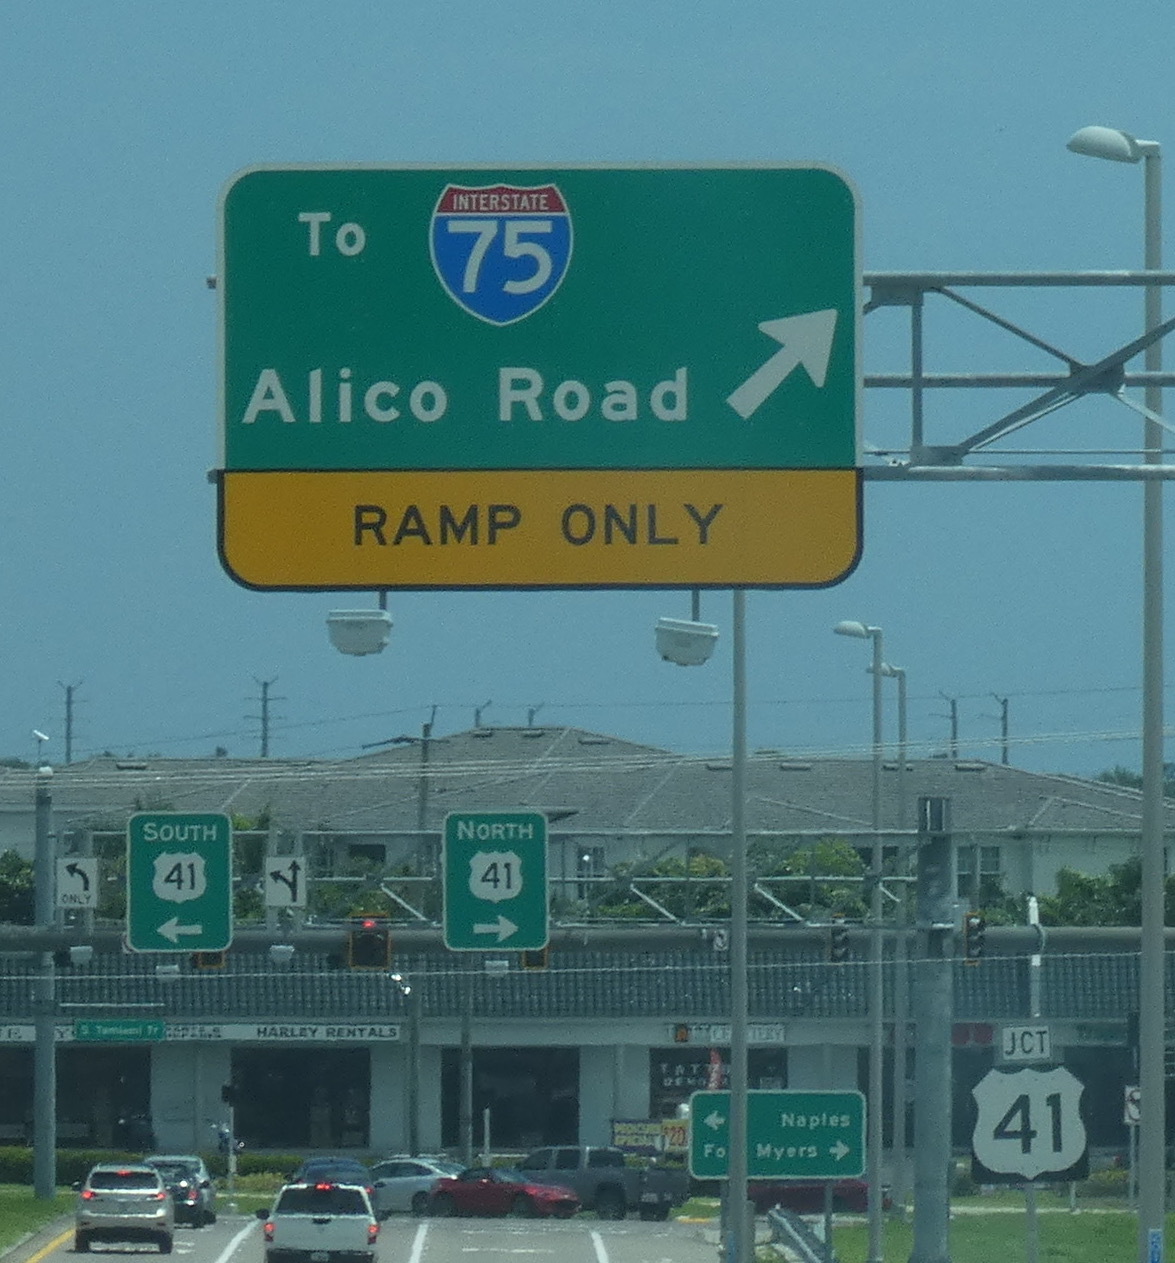 To INTERSTATE 75
Alico Road
RAMP ONLY
SOUTH
41
ONLY
NORTH
41
S Tamiami Tr
HARLEY RENTALS
JCT
41
Naples
Myers